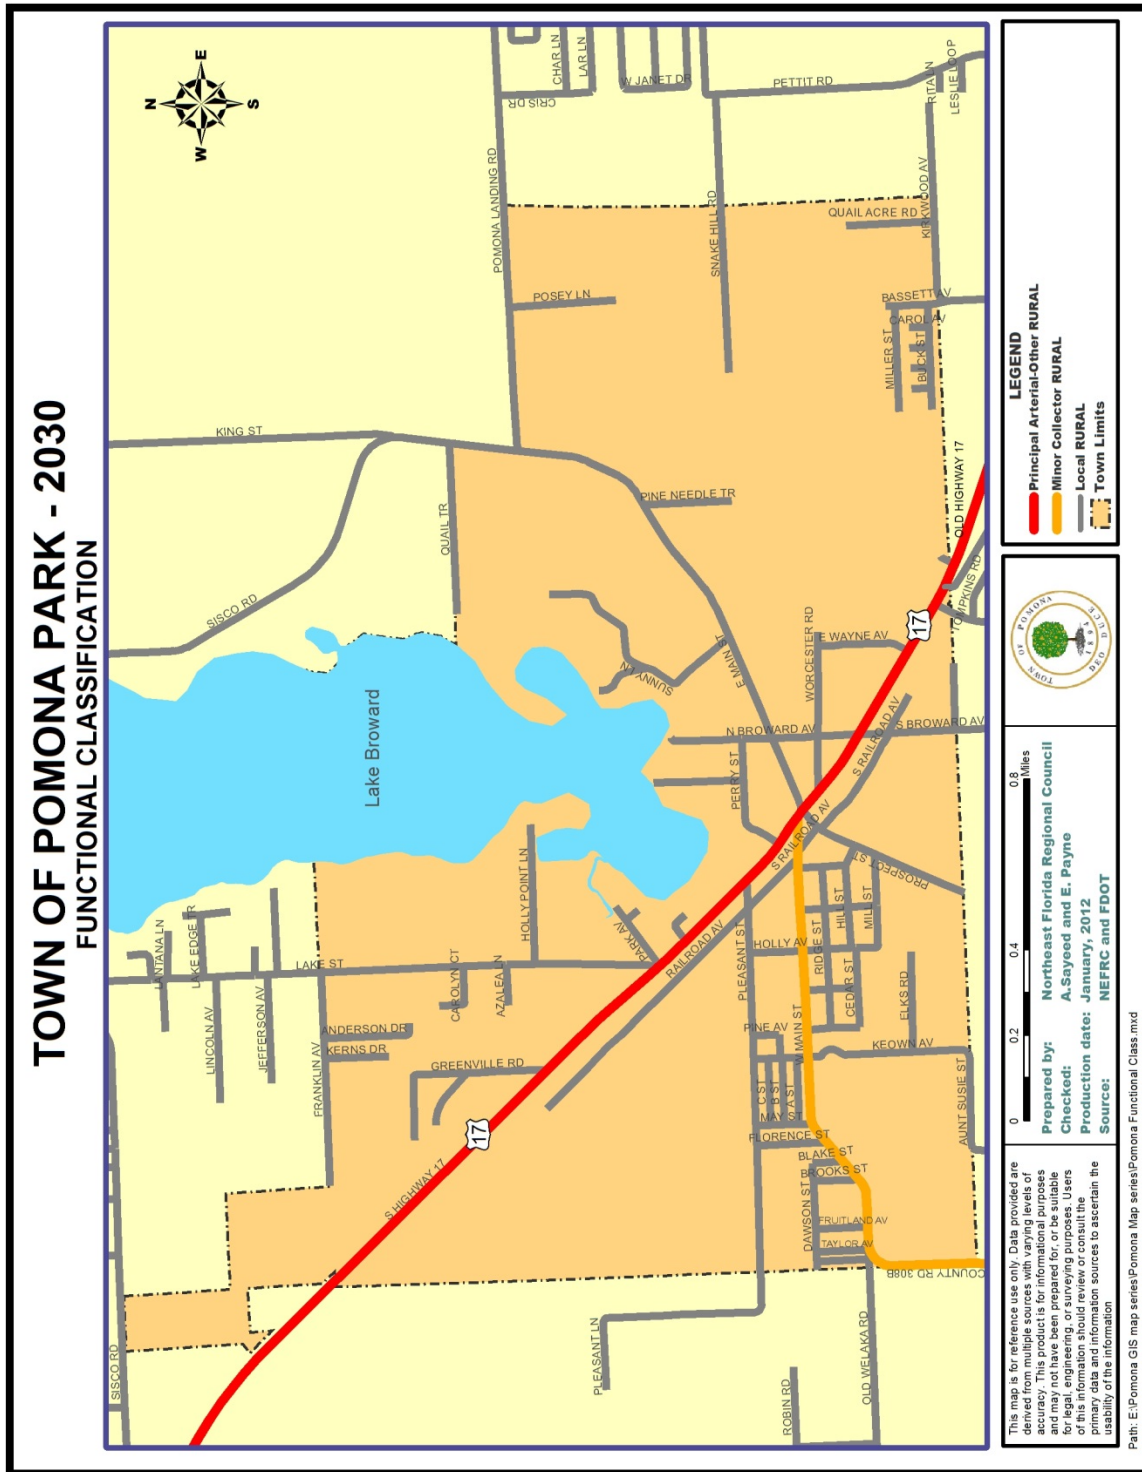 TOWN OF POMONA PARK - 2030
FUNCTIONAL CLASSIFICATION
N
E
S
W
SISCO RD
KING ST
SISCO RD
QUAIL TR
POMONA LANDING RD
CRIS DR
CHAR LN
LAR LN
W JANET DR
PETTIT RD
RITA LN
LESLIE LOOP
KIRKWOOD AV
QUAIL ACRE RD
SNAKE HILL RD
POSEY LN
BASSETT AV
CAROL AV
MILLER ST
BUCK ST
OLD HIGHWAY 17
TOMPKINS RD
17
PINE NEEDLE TR
E MAIN ST
SUNNY LN
WORCESTER RD
E WAYNE AV
N BROWARD AV
S BROWARD AV
S RAILROAD AV
PERRY ST
S RAILROAD AV
PROSPECT ST
Lake Broward
LANTANA LN
LAKE EDGE TR
LAKE ST
LINCOLN AV
JEFFERSON AV
FRANKLIN AV
ANDERSON DR
KERNS DR
CAROLYN CT
AZALEA LN
HOLLY POINT LN
PARK AV
RAILROAD AV
GREENVILLE RD
17
S HIGHWAY 17
PLEASANT ST
HOLLY AV
RIDGE ST
HILL ST
MILL ST
CEDAR ST
ELKS RD
KEOWN AV
PINE AV
W MAIN ST
C ST
B ST
A ST
MAY ST
FLORENCE ST
BLAKE ST
BROOKS ST
DAWSON ST
FRUITLAND AV
TAYLOR AV
AUNT SUSIE ST
COUNTY RD 308B
PLEASANT LN
ROBIN RD
OLD WELAKA RD
This map is for reference use only. Data provided are
derived from multiple sources with varying levels of
accuracy. This product is for informational purposes
and may not have been prepared for, or be suitable
for legal, engineering, or surveying purposes. Users
of this information should review or consult the
primary data and information sources to ascertain the
usability of the information
0
0.2
0.4
0.8
Miles
Prepared by: Northeast Florida Regional Council
Checked: A.Sayeed and E. Payne
Production date: January, 2012
Source: NEFRC and FDOT
TOWN OF POMONA
1894
DEO DUCE
LEGEND
Principal Arterial-Other RURAL
Minor Collector RURAL
Local RURAL
Town Limits
Path: E:\Pomona GIS map series\Pomona Map series\Pomona Functional Class.mxd